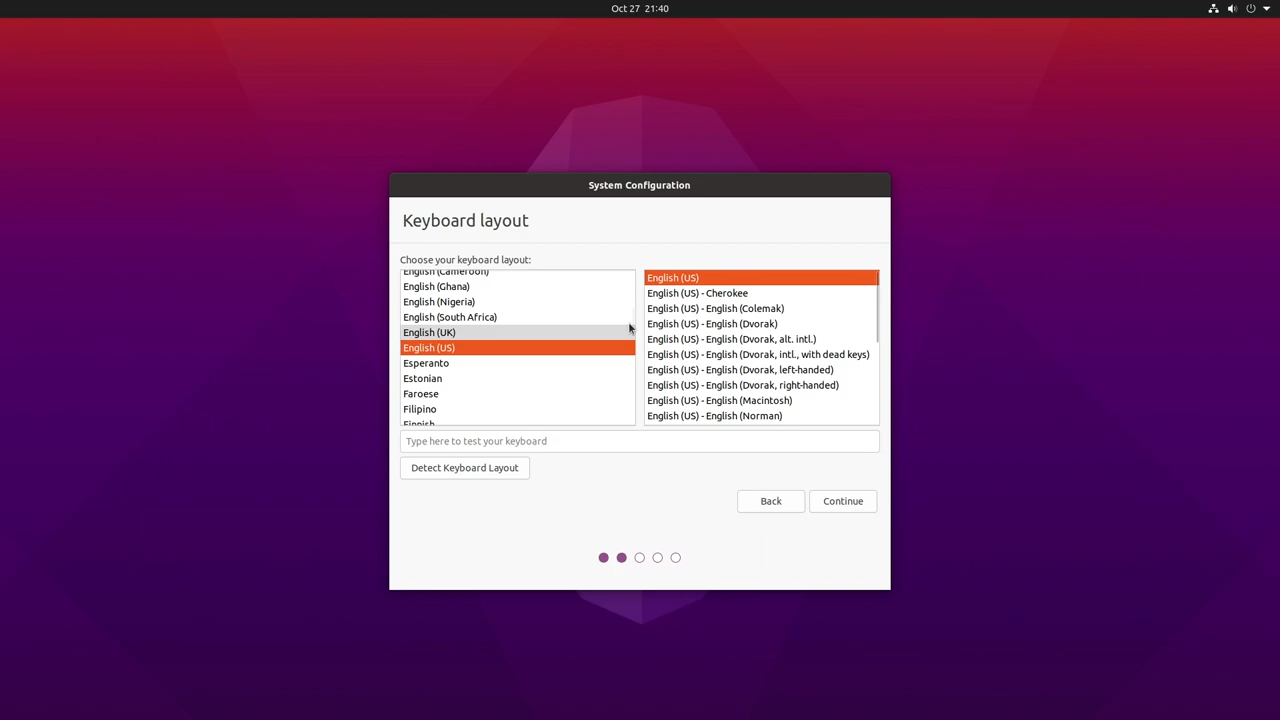 Oct 27 21:40
System Configuration
Keyboard layout
Choose your keyboard layout:
English (Cameroon)
English (Ghana)
English (Nigeria)
English (South Africa)
English (UK)
English (US)
Esperanto
Estonian
Faroese
Filipino
Finnish
English (US)
English (US) - Cherokee
English (US) - English (Colemak)
English (US) - English (Dvorak)
English (US) - English (Dvorak, alt. intl.)
English (US) - English (Dvorak, intl., with dead keys)
English (US) - English (Dvorak, left-handed)
English (US) - English (Dvorak, right-handed)
English (US) - English (Macintosh)
English (US) - English (Norman)
Type here to test your keyboard
Detect Keyboard Layout
Back
Continue